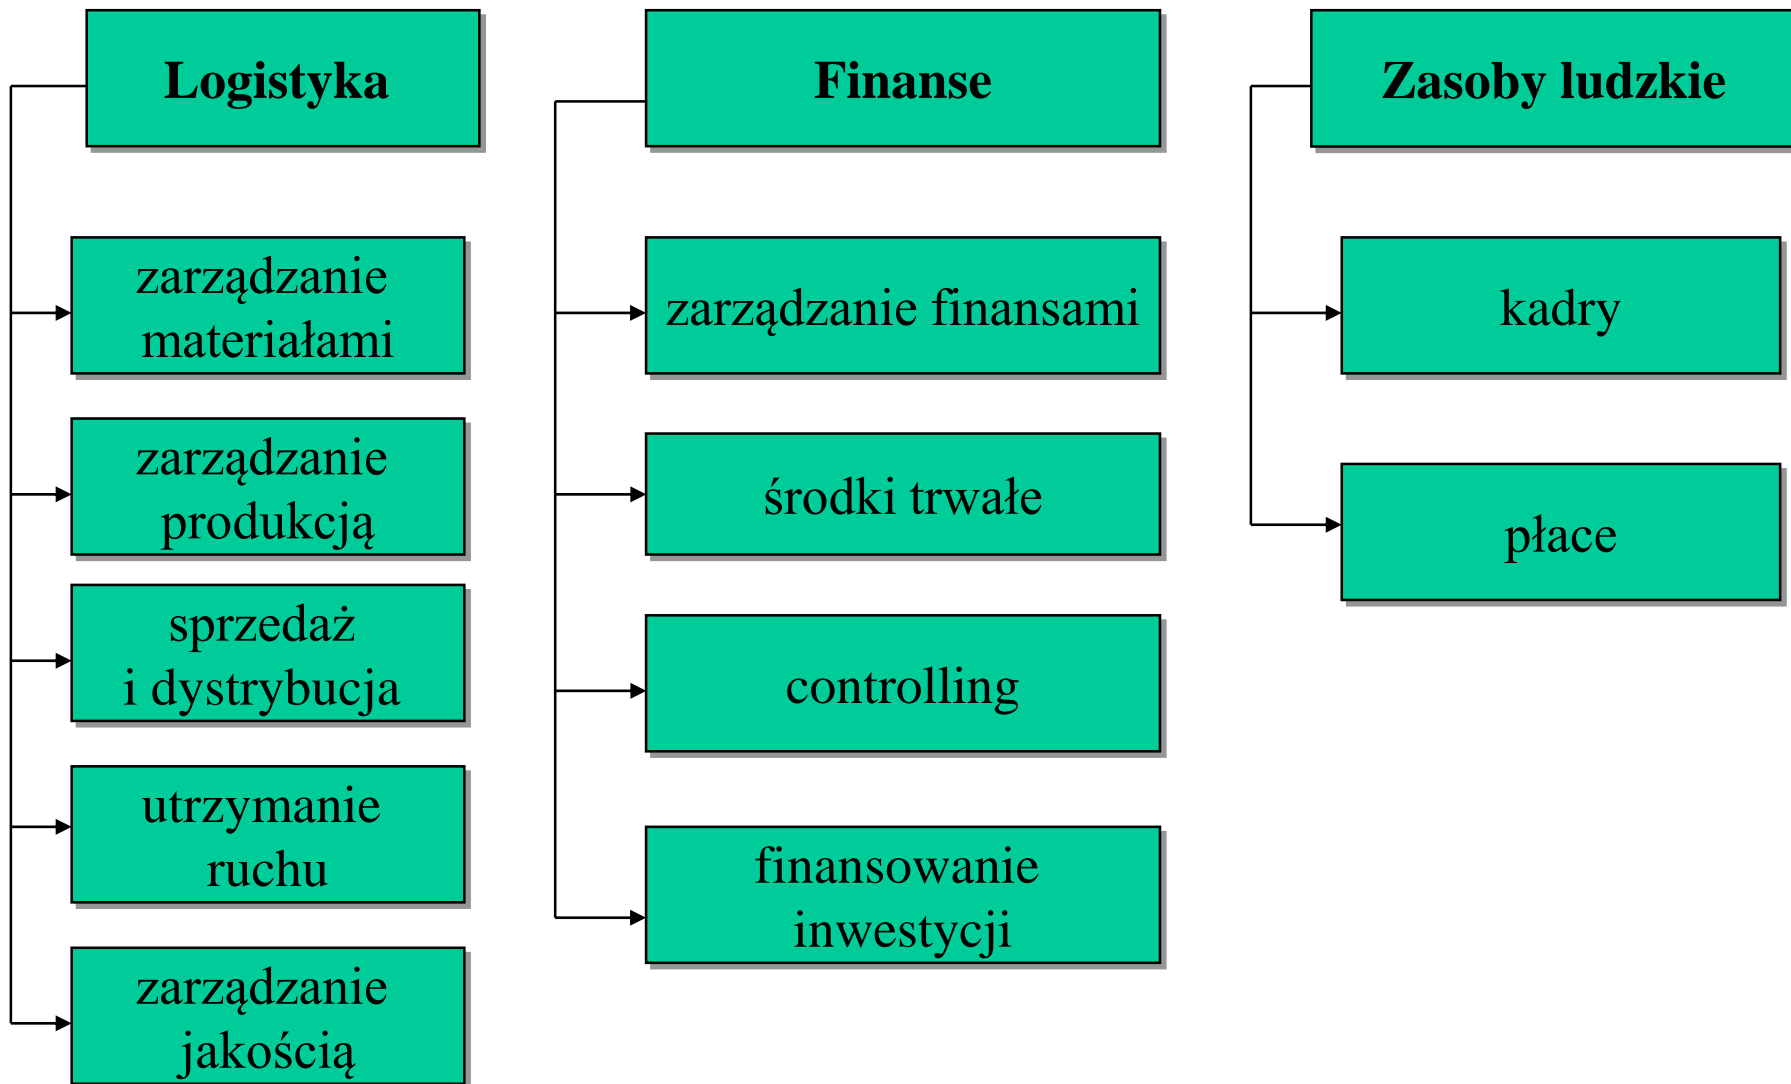 Logistyka
zarządzanie
materiałami
zarządzanie
produkcją
sprzedaż
i dystrybucja
utrzymanie
ruchu
zarządzanie
jakością
Finanse
zarządzanie finansami
środki trwałe
controlling
finansowanie
inwestycji
Zasoby ludzkie
kadry
płace